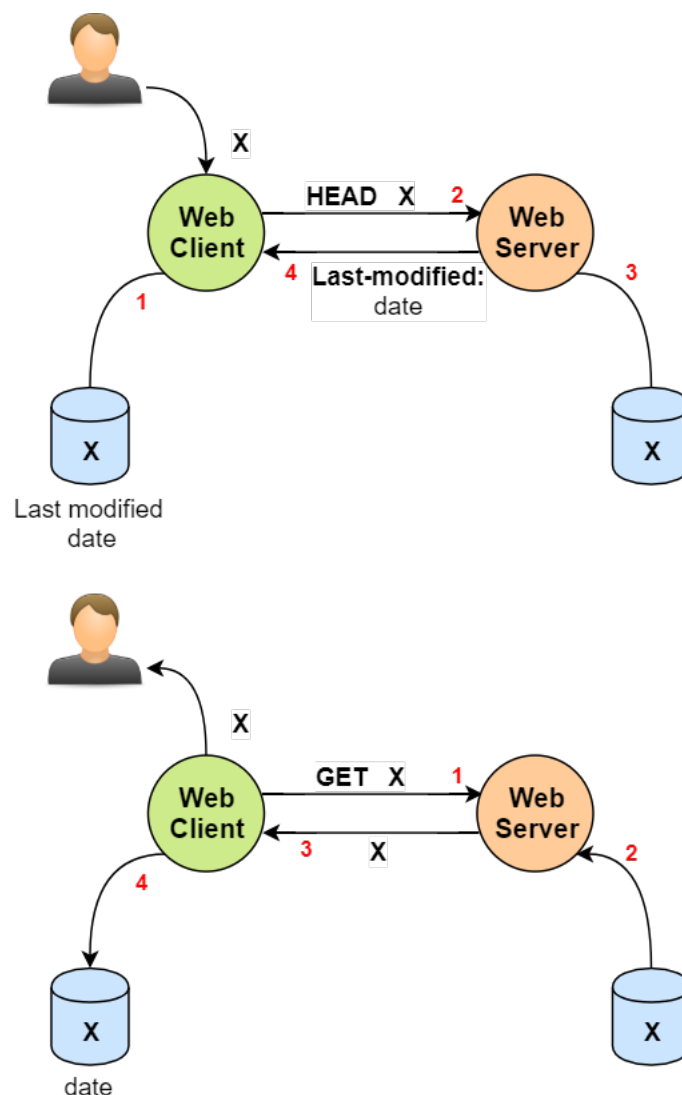 X
HEAD X 2
Web
Client
Web
Server
4
Last-modified:
date
3
1
X
X
Last modified
date
X
GET X 1
Web
Client
Web
Server
3
X
2
4
X
X
date